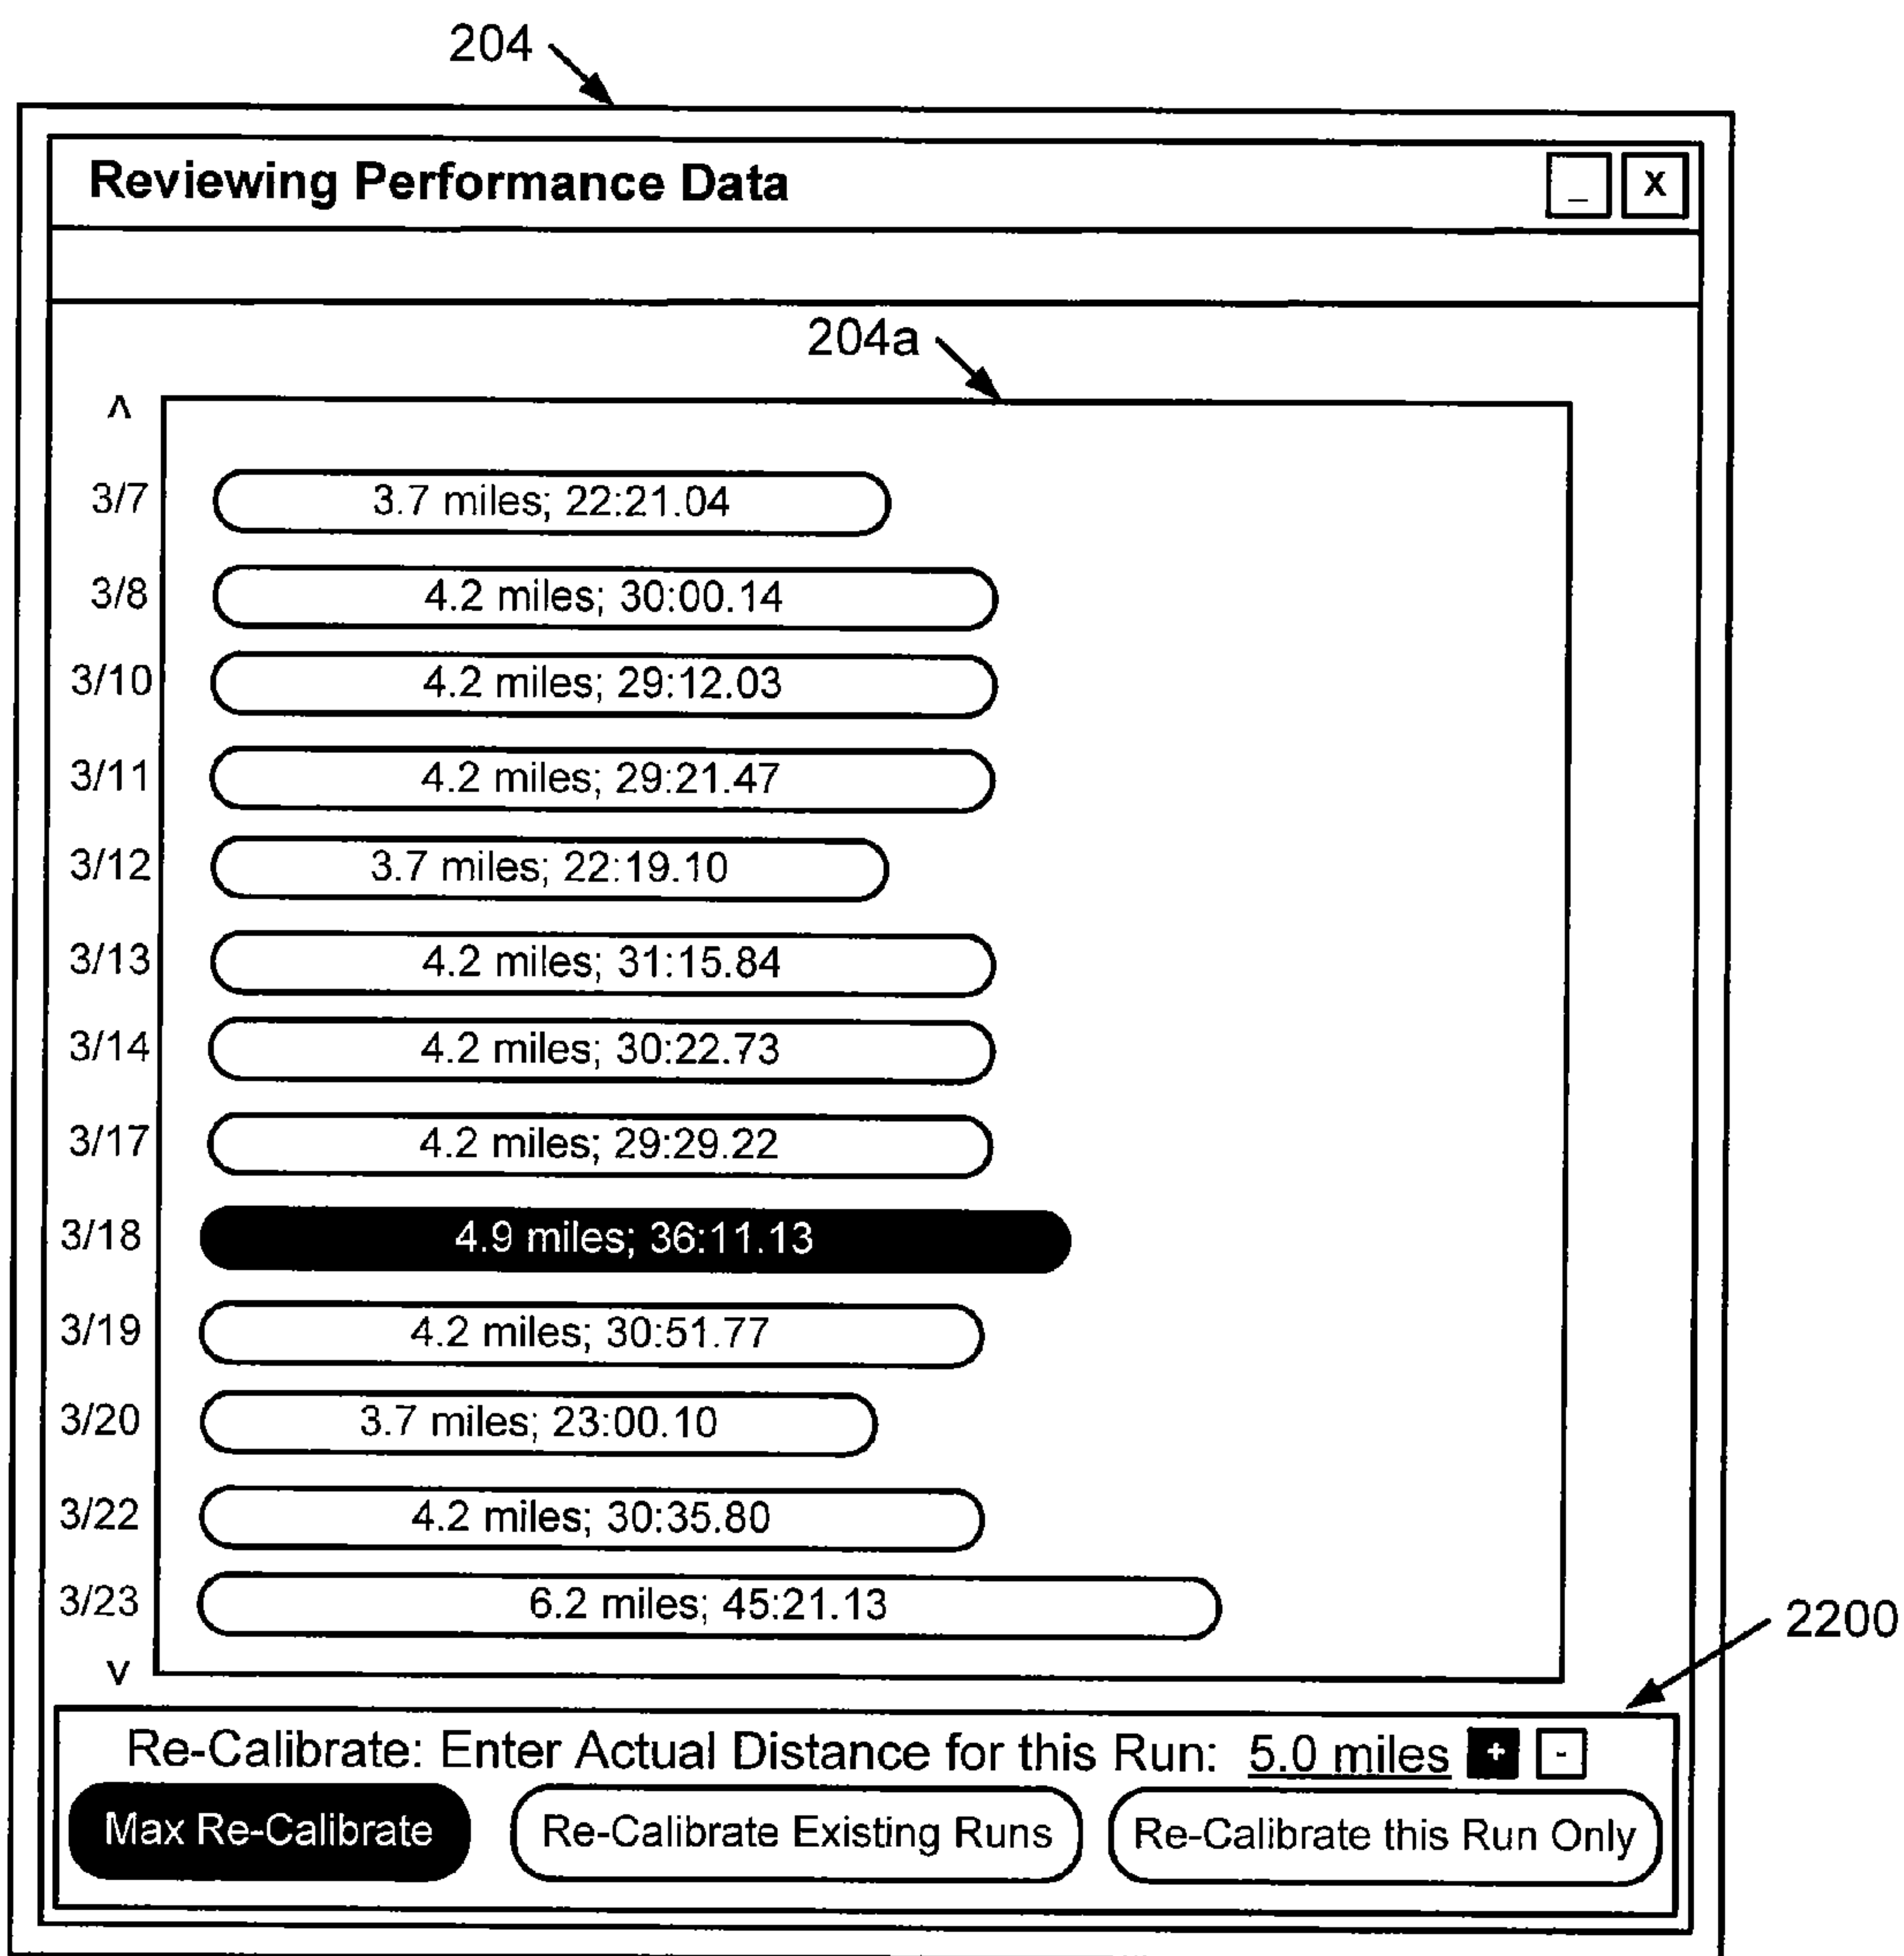 204
Reviewing Performance Data
_ X
204a
^
3/7 3.7 miles; 22:21.04
3/8 4.2 miles; 30:00.14
3/10 4.2 miles; 29:12.03
3/11 4.2 miles; 29:21.47
3/12 3.7 miles; 22:19.10
3/13 4.2 miles; 31:15.84
3/14 4.2 miles; 30:22.73
3/17 4.2 miles; 29:29.22
3/18 4.9 miles; 36:11.13
3/19 4.2 miles; 30:51.77
3/20 3.7 miles; 23:00.10
3/22 4.2 miles; 30:35.80
3/23 6.2 miles; 45:21.13
v
2200
Re-Calibrate: Enter Actual Distance for this Run: 5.0 miles + -
Max Re-Calibrate Re-Calibrate Existing Runs Re-Calibrate this Run Only